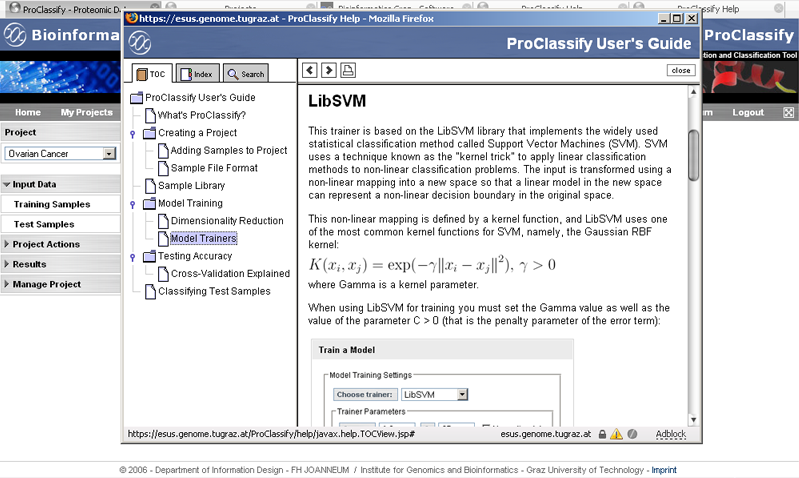 ProClassify - Proteomic D
Projects
Bioinformatics Graz - Software
ProClassify Help
https://esus.genome.tugraz.at - ProClassify Help - Mozilla Firefox
Bioinforma
ProClassify User's Guide
ProClassify
TOC
Index
Search
close
tion and Classification Tool
Home
My Projects
Logout
Project
Ovarian Cancer
Input Data
Training Samples
Test Samples
Project Actions
Results
Manage Project
ProClassify User's Guide
What's ProClassify?
Creating a Project
Adding Samples to Project
Sample File Format
Sample Library
Model Training
Dimensionality Reduction
Model Trainers
Testing Accuracy
Cross-Validation Explained
Classifying Test Samples
LibSVM
This trainer is based on the LibSVM library that implements the widely used
statistical classification method called Support Vector Machines (SVM). SVM
uses a technique known as the "kernel trick" to apply linear classification
methods to non-linear classification problems. The input is transformed using a
non-linear mapping into a new space so that a linear model in the new space
can represent a non-linear decision boundary in the original space.
This non-linear mapping is defined by a kernel function, and LibSVM uses one
of the most common kernel functions for SVM, namely, the Gaussian RBF
kernel:
K(xᵢ, xⱼ) = exp(−γ‖xᵢ − xⱼ‖²), γ > 0
where Gamma is a kernel parameter.
When using LibSVM for training you must set the Gamma value as well as the
value of the parameter C > 0 (that is the penalty parameter of the error term):
Train a Model
Model Training Settings
Choose trainer:
LibSVM
Trainer Parameters
https://esus.genome.tugraz.at/ProClassify/help/javax.help.TOCView.jsp#
esus.genome.tugraz.at
Adblock
© 2006 - Department of Information Design - FH JOANNEUM / Institute for Genomics and Bioinformatics - Graz University of Technology - Imprint